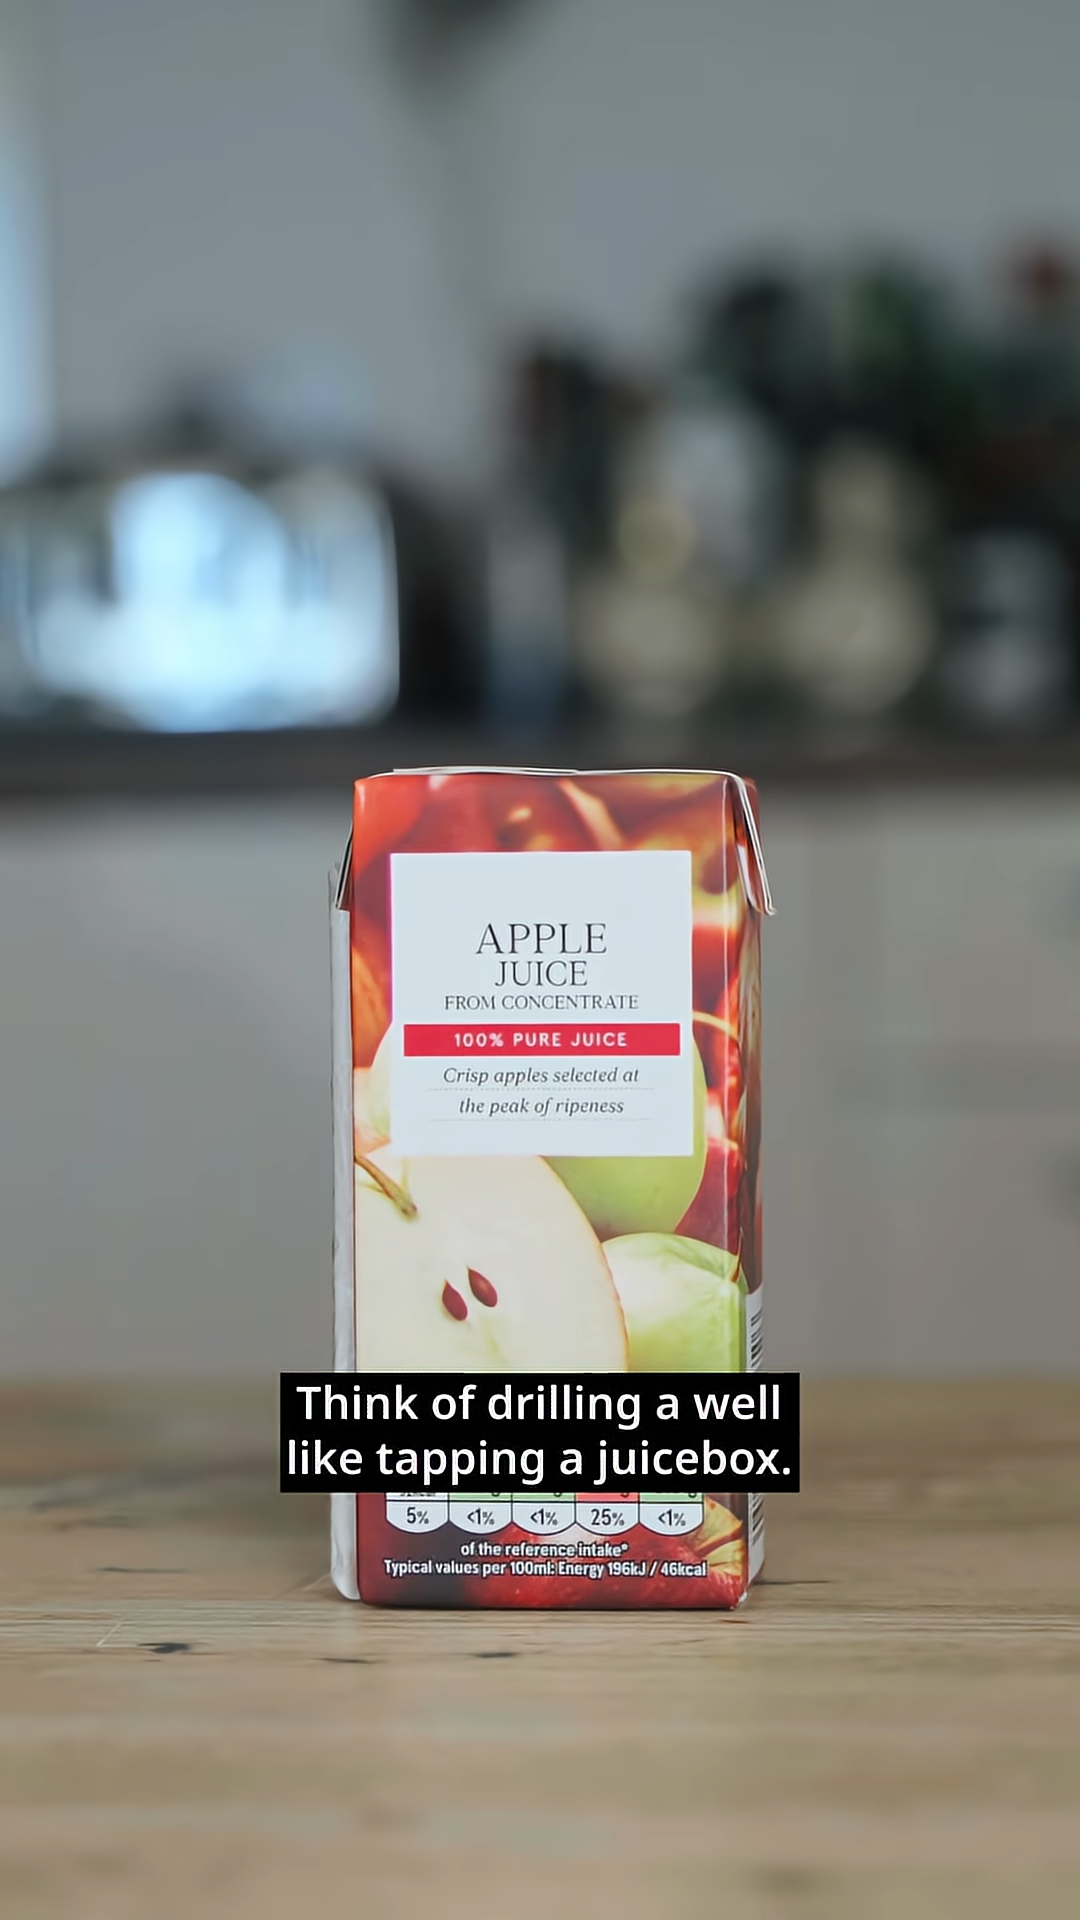 APPLE
JUICE
FROM CONCENTRATE
100% PURE JUICE
Crisp apples selected at
the peak of ripeness
Think of drilling a well
like tapping a juicebox.
5% <1% <1% 25% <1%
of the reference intake*
Typical values per 100ml: Energy 196kJ / 46kcal